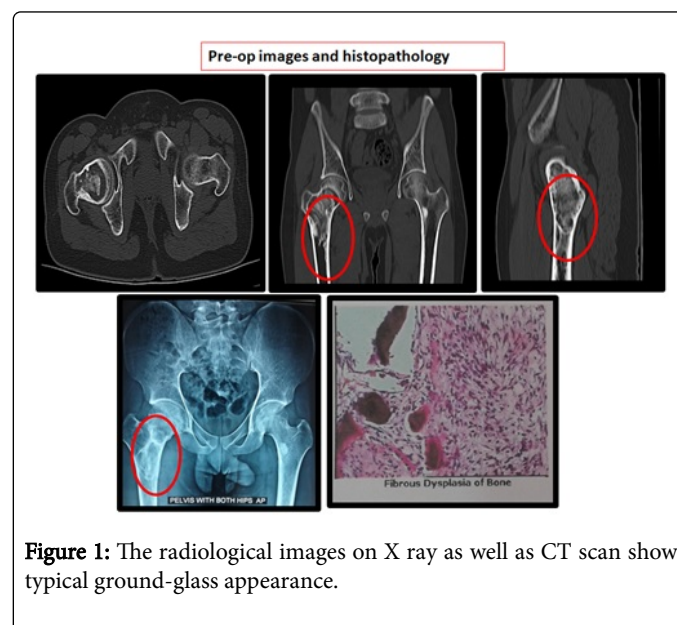 Pre-op images and histopathology
PELVIS WITH BOTH HIPS AP
Fibrous Dysplasia of Bone
Figure 1: The radiological images on X ray as well as CT scan show
typical ground-glass appearance.